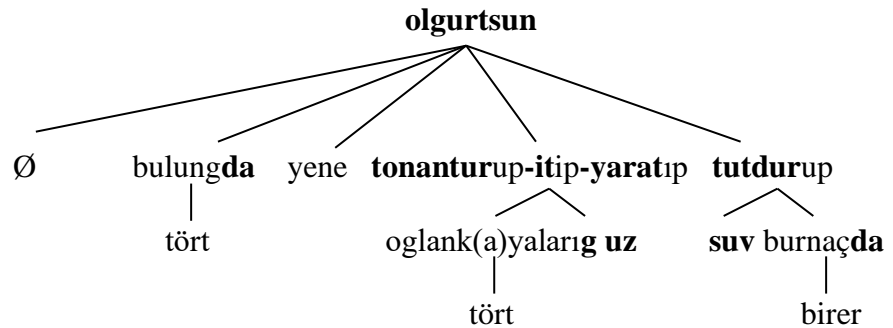 olgurtsun
Ø bulungda yene tonanturup-itip-yaratıp tutdurup
tört oglank(a)yalarıg uz suv burnaçda
tört birer